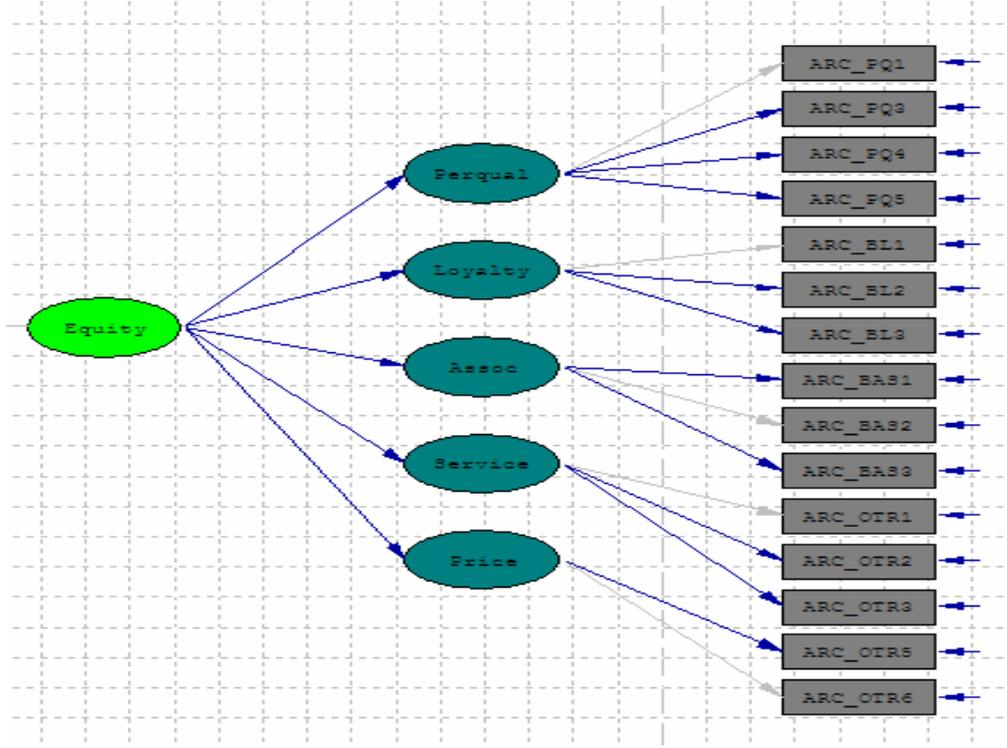 Equity
Perqual
Loyalty
Assoc
Service
Price
ARC_PQ1
ARC_PQ3
ARC_PQ4
ARC_PQ5
ARC_BL1
ARC_BL2
ARC_BL3
ARC_BAS1
ARC_BAS2
ARC_BAS3
ARC_OTR1
ARC_OTR2
ARC_OTR3
ARC_OTR5
ARC_OTR6